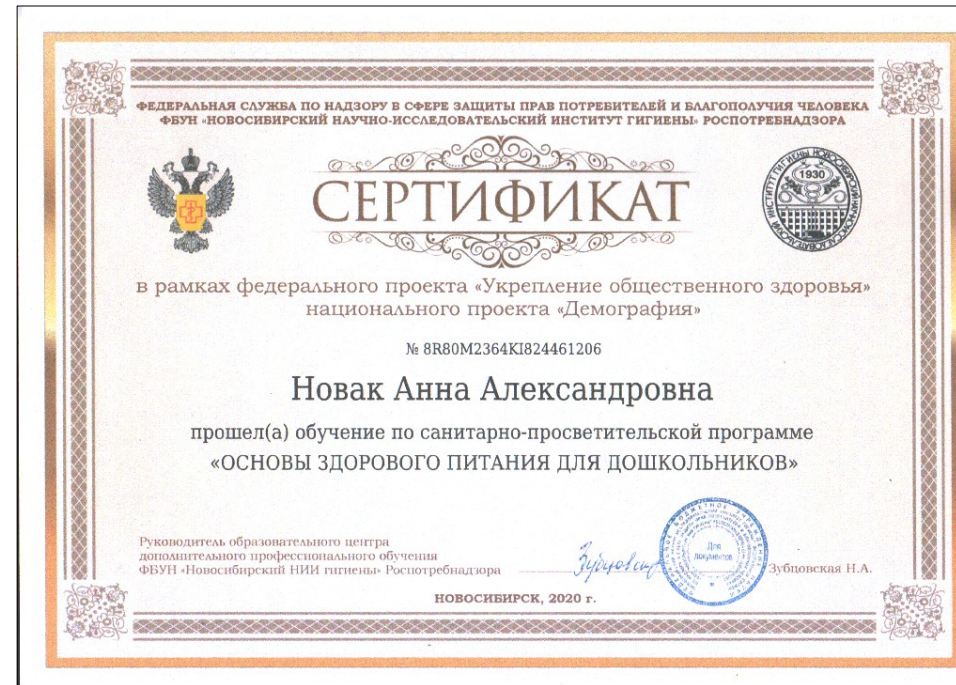 ФЕДЕРАЛЬНАЯ СЛУЖБА ПО НАДЗОРУ В СФЕРЕ ЗАЩИТЫ ПРАВ ПОТРЕБИТЕЛЕЙ И БЛАГОПОЛУЧИЯ ЧЕЛОВЕКА
ФБУН «НОВОСИБИРСКИЙ НАУЧНО-ИССЛЕДОВАТЕЛЬСКИЙ ИНСТИТУТ ГИГИЕНЫ» РОСПОТРЕБНАДЗОРА
1930
СЕРТИФИКАТ
в рамках федерального проекта «Укрепление общественного здоровья»
национального проекта «Демография»
№ 8R80M2364KI824461206
Новак Анна Александровна
прошел(а) обучение по санитарно-просветительской программе
«ОСНОВЫ ЗДОРОВОГО ПИТАНИЯ ДЛЯ ДОШКОЛЬНИКОВ»
Руководитель образовательного центра
дополнительного профессионального обучения
ФБУН «Новосибирский НИИ гигиены» Роспотребнадзора
Для
документов
Зубцовская Н.А.
НОВОСИБИРСК, 2020 г.